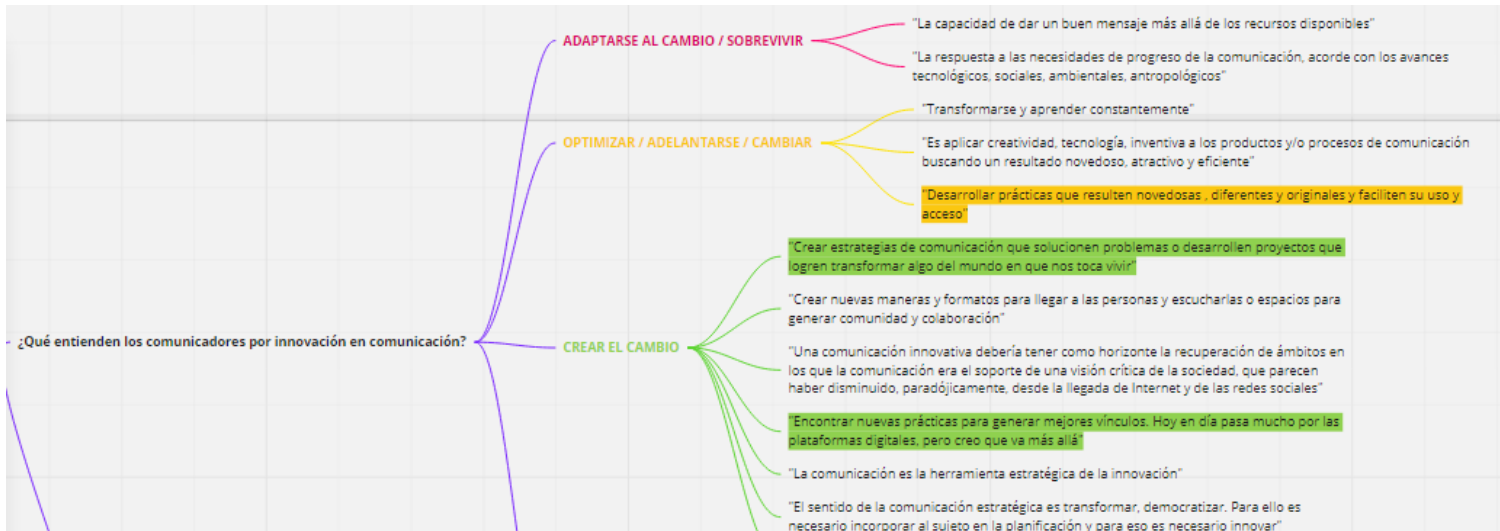 ¿Qué entienden los comunicadores por innovación en comunicación?
ADAPTARSE AL CAMBIO / SOBREVIVIR
"La capacidad de dar un buen mensaje más allá de los recursos disponibles"
"La respuesta a las necesidades de progreso de la comunicación, acorde con los avances
tecnológicos, sociales, ambientales, antropológicos"
OPTIMIZAR / ADELANTARSE / CAMBIAR
"Transformarse y aprender constantemente"
"Es aplicar creatividad, tecnología, inventiva a los productos y/o procesos de comunicación
buscando un resultado novedoso, atractivo y eficiente"
"Desarrollar prácticas que resulten novedosas , diferentes y originales y faciliten su uso y
acceso"
CREAR EL CAMBIO
"Crear estrategias de comunicación que solucionen problemas o desarrollen proyectos que
logren transformar algo del mundo en que nos toca vivir"
"Crear nuevas maneras y formatos para llegar a las personas y escucharlas o espacios para
generar comunidad y colaboración"
"Una comunicación innovativa debería tener como horizonte la recuperación de ámbitos en
los que la comunicación era el soporte de una visión crítica de la sociedad, que parecen
haber disminuido, paradójicamente, desde la llegada de Internet y de las redes sociales"
"Encontrar nuevas prácticas para generar mejores vínculos. Hoy en día pasa mucho por las
plataformas digitales, pero creo que va más allá"
"La comunicación es la herramienta estratégica de la innovación"
"El sentido de la comunicación estratégica es transformar, democratizar. Para ello es
necesario incorporar al sujeto en la planificación y para eso es necesario innovar"